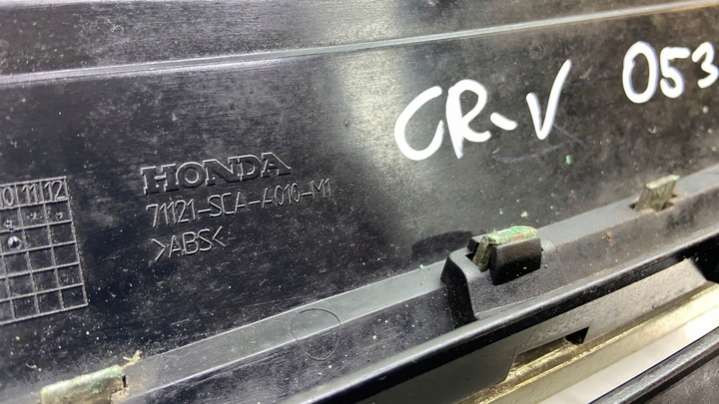 CR-V 053
10 11 12
HONDA
71121-SCA-A010-M1
>ABS<